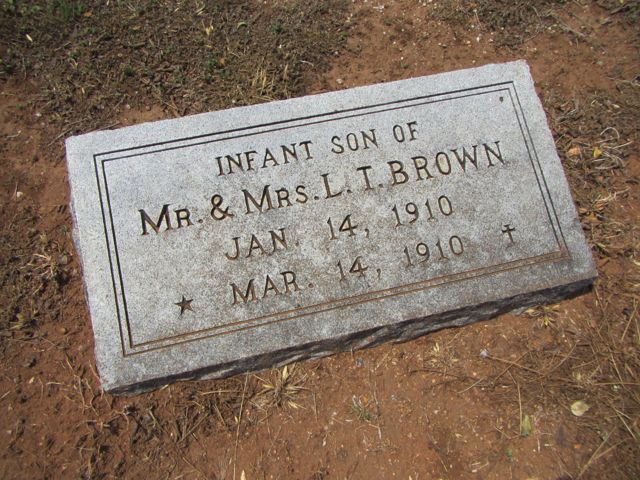 INFANT SON OF
MR. & MRS. L. T. BROWN
JAN. 14, 1910
MAR. 14, 1910